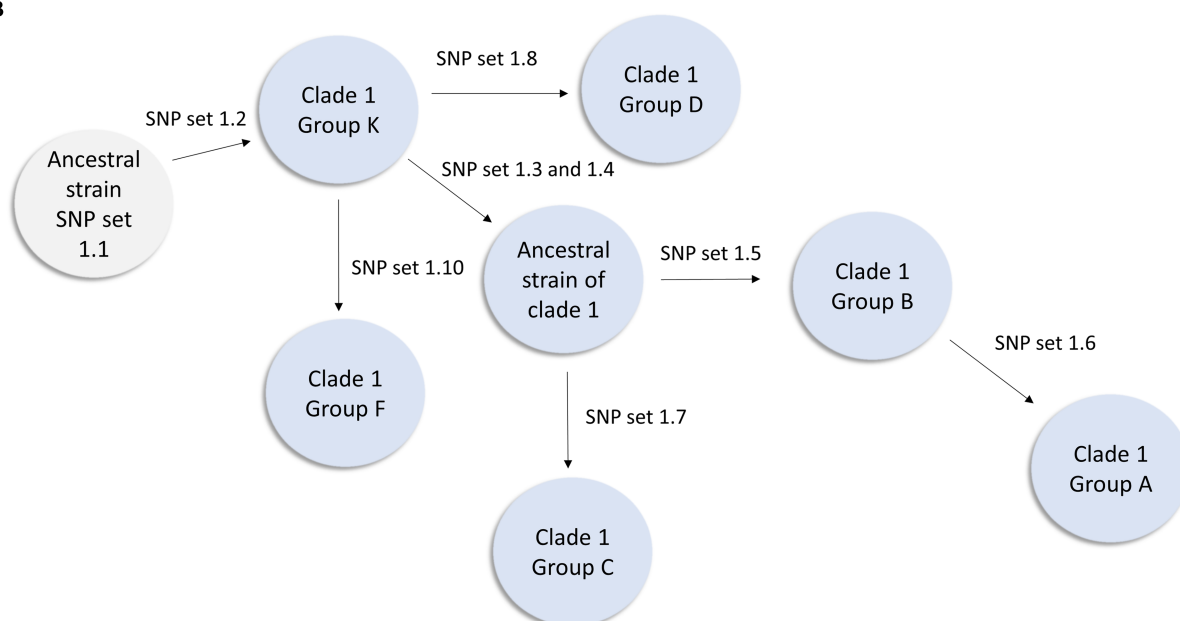 Clade 1
Group K
SNP set 1.8
Clade 1
Group D
SNP set 1.2
Ancestral
strain
SNP set
1.1
SNP set 1.3 and 1.4
SNP set 1.10
Ancestral
strain of
clade 1
SNP set 1.5
Clade 1
Group B
SNP set 1.6
Clade 1
Group F
SNP set 1.7
Clade 1
Group A
Clade 1
Group C